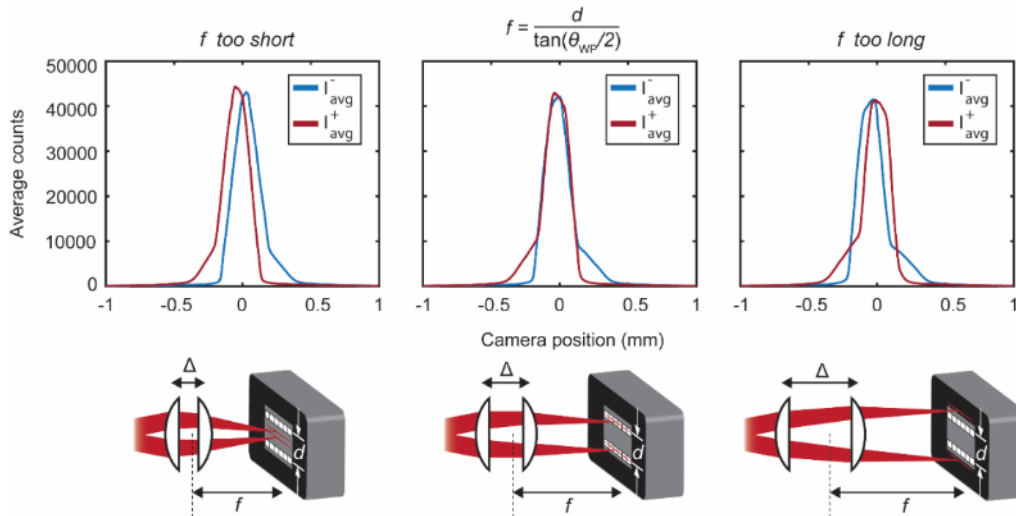 f too short
f = d / tan(θWP/2)
f too long
50000
40000
30000
20000
10000
0
Average counts
I-avg
I+avg
-1 -0.5 0 0.5 1
I-avg
I+avg
-1 -0.5 0 0.5 1
I-avg
I+avg
-1 -0.5 0 0.5 1
Camera position (mm)
Δ
d
f
Δ
d
f
Δ
d
f